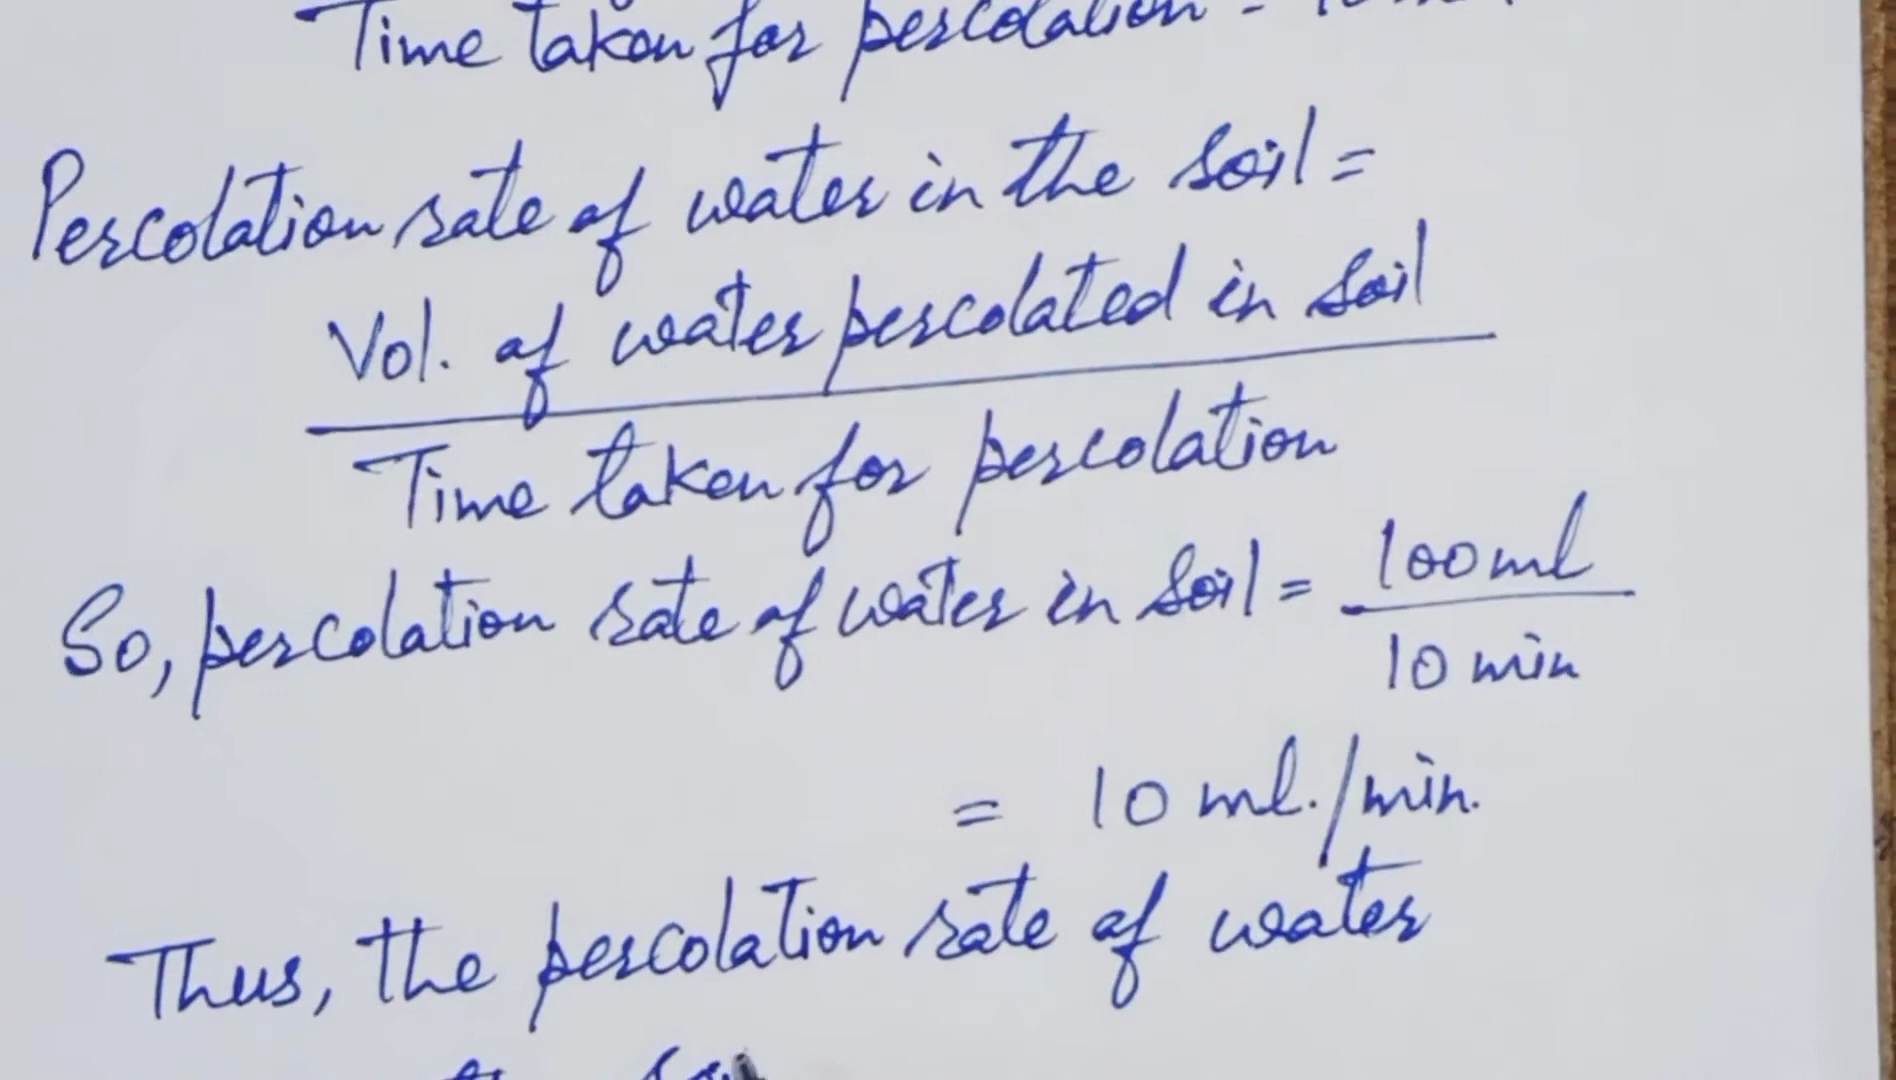 Time taken for percolation -
Percolation rate of water in the soil =
Vol. of water percolated in soil
Time taken for percolation
So, percolation rate of water in soil = 100ml
10 min
= 10 ml./min.
Thus, the percolation rate of water